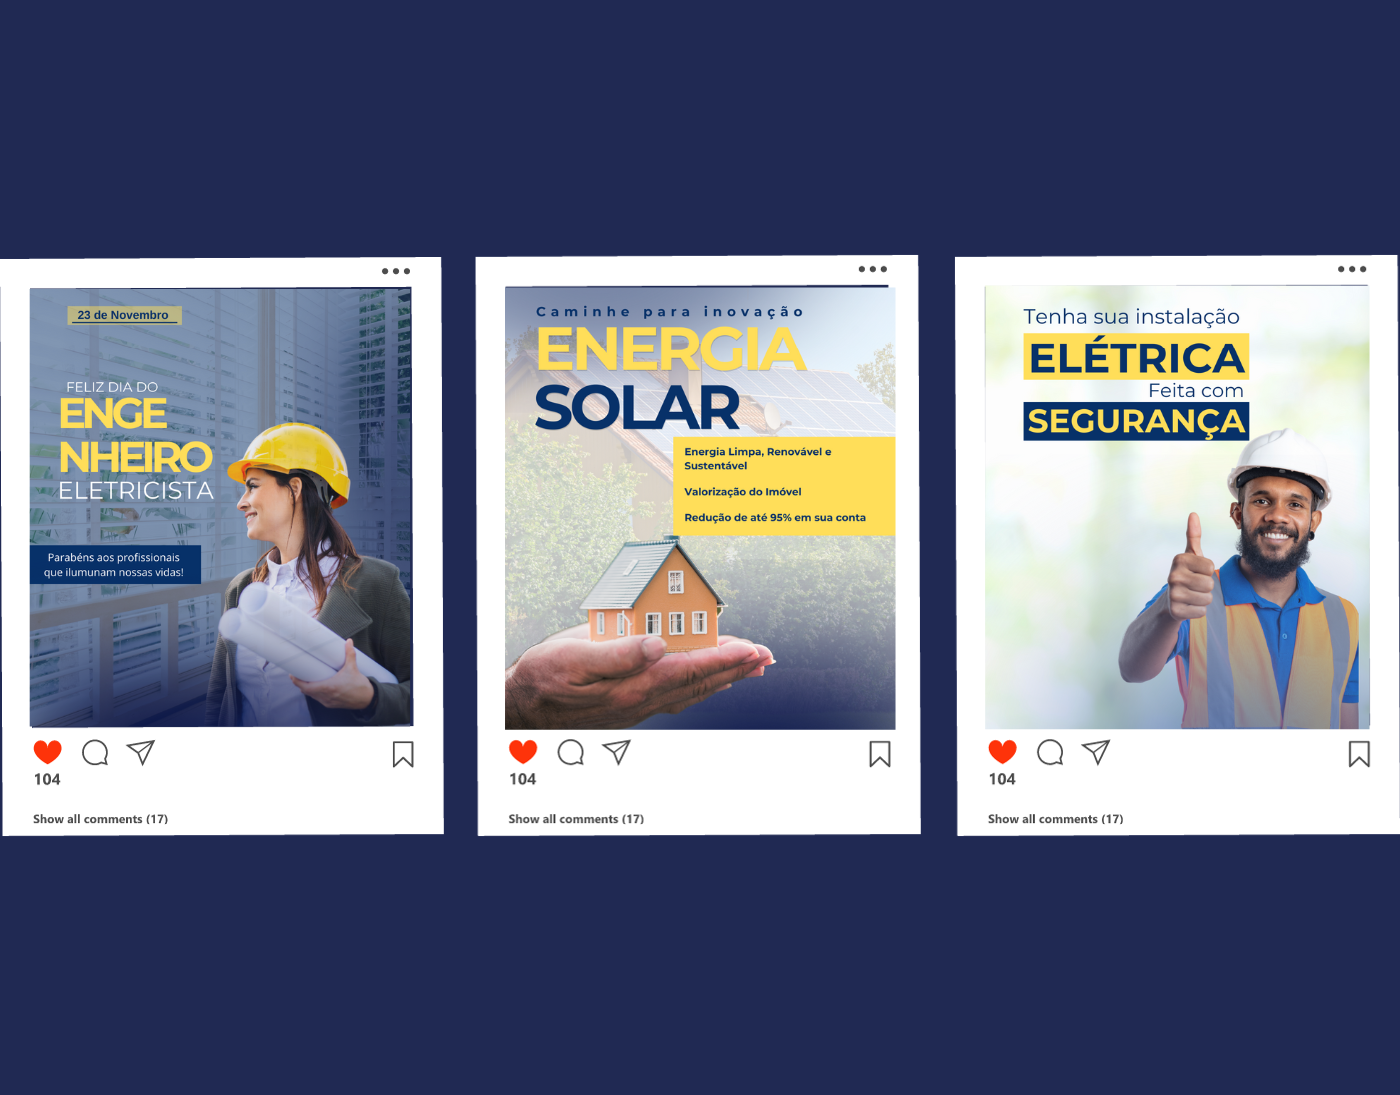 23 de Novembro
FELIZ DIA DO
ENGE
NHEIRO
ELETRICISTA
Parabéns aos profissionais
que ilumunam nossas vidas!
104
Show all comments (17)
Caminhe para inovação
ENERGIA
SOLAR
Energia Limpa, Renovável e
Sustentável
Valorização do Imóvel
Redução de até 95% em sua conta
104
Show all comments (17)
Tenha sua instalação
ELÉTRICA
Feita com
SEGURANÇA
104
Show all comments (17)